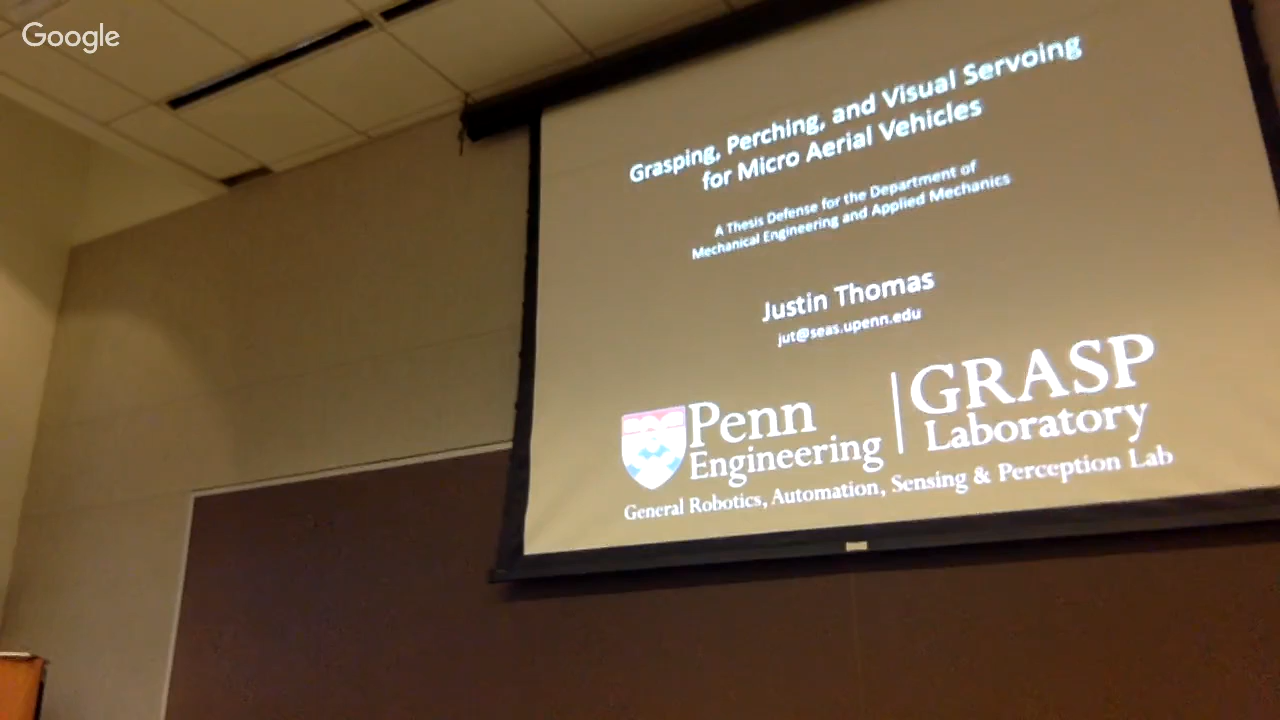 Google
Grasping, Perching, and Visual Servoing
for Micro Aerial Vehicles
A Thesis Defense for the Department of
Mechanical Engineering and Applied Mechanics
Justin Thomas
jut@seas.upenn.edu
Penn
Engineering
GRASP
Laboratory
General Robotics, Automation, Sensing & Perception Lab